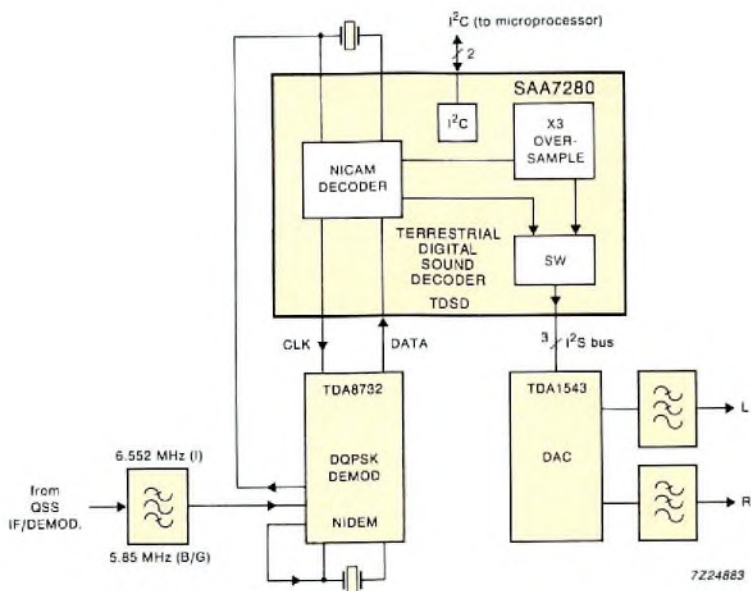 I²C (to microprocessor)
2
SAA7280
I²C
X3
OVER-
SAMPLE
NICAM
DECODER
TERRESTRIAL
DIGITAL
SOUND
DECODER
SW
TDSD
CLK
DATA
3
I²S bus
TDA8732
TDA1543
L
6.552 MHz (I)
DQPSK
DEMOD
DAC
from
QSS
IF/DEMOD.
NIDEM
R
5.85 MHz (B/G)
7Z24883